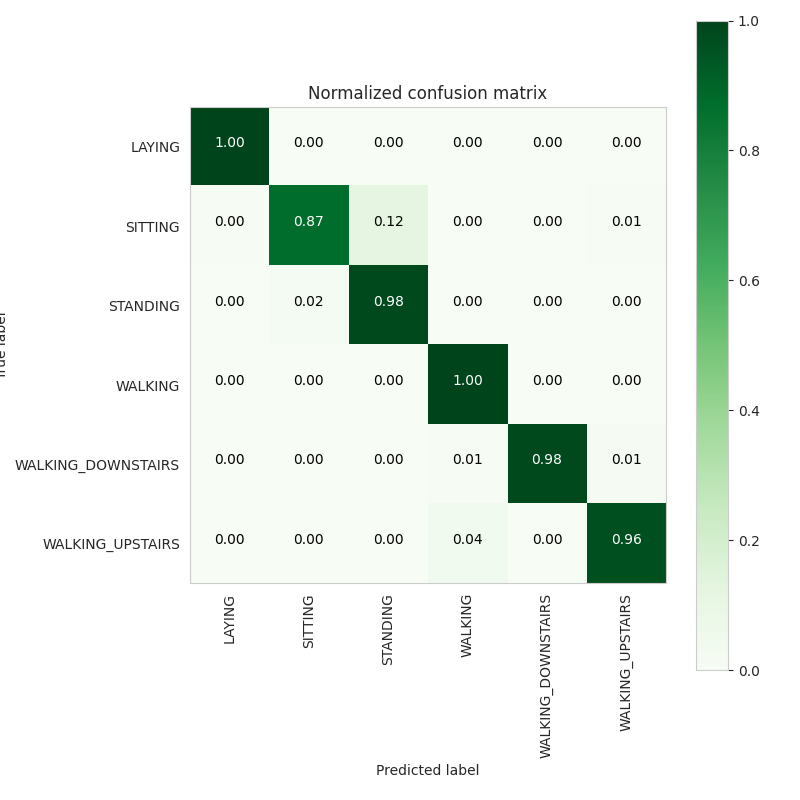 Normalized confusion matrix
LAYING 1.00 0.00 0.00 0.00 0.00 0.00
SITTING 0.00 0.87 0.12 0.00 0.00 0.01
STANDING 0.00 0.02 0.98 0.00 0.00 0.00
WALKING 0.00 0.00 0.00 1.00 0.00 0.00
WALKING_DOWNSTAIRS 0.00 0.00 0.00 0.01 0.98 0.01
WALKING_UPSTAIRS 0.00 0.00 0.00 0.04 0.00 0.96
LAYING
SITTING
STANDING
WALKING
WALKING_DOWNSTAIRS
WALKING_UPSTAIRS
Predicted label
True label
1.0
0.8
0.6
0.4
0.2
0.0